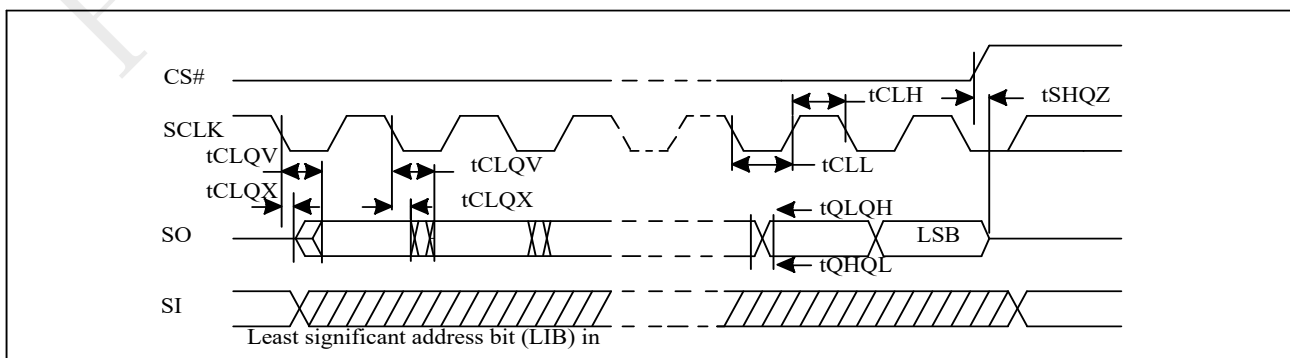 CS#
tCLH
tSHQZ
SCLK
tCLQV
tCLQV
tCLL
tCLQX
tCLQX
tQLQH
SO
LSB
tQHQL
SI
Least significant address bit (LIB) in